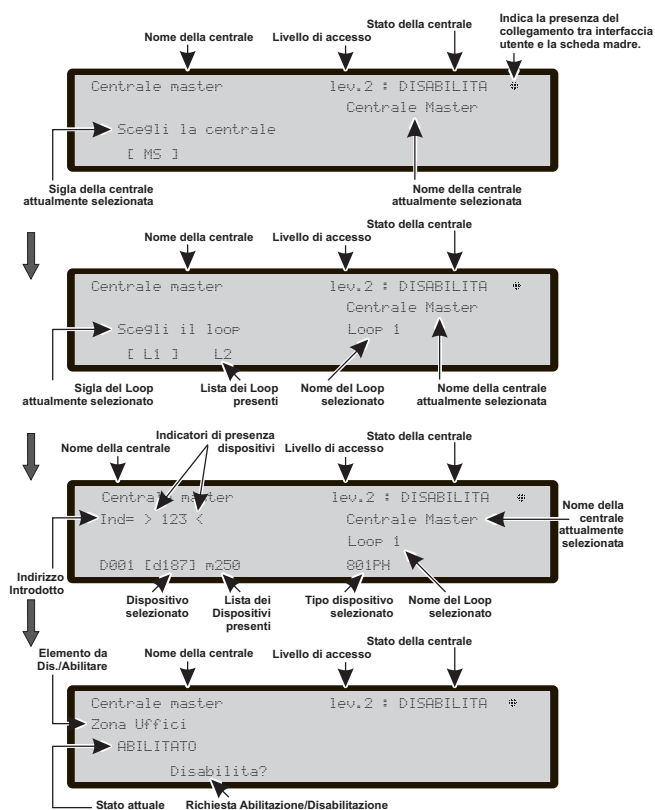 Nome della centrale Livello di accesso Stato della centrale Indica la presenza del
collegamento tra interfaccia
utente e la scheda madre.
Centrale master lev.2 : DISABILITA
Centrale Master
Scegli la centrale
[ MS ]
Sigla della centrale
attualmente selezionata
Nome della centrale
attualmente selezionata
Nome della centrale Livello di accesso Stato della centrale
Centrale master lev.2 : DISABILITA
Centrale Master
Scegli il loop Loop 1
[ L1 ] L2
Sigla del Loop
attualmente selezionato
Lista dei Loop
presenti
Nome del Loop
selezionato
Nome della centrale
attualmente selezionata
Nome della centrale
Indicatori di presenza
dispositivi
Livello di accesso
Stato della centrale
Centrale master lev.2 : DISABILITA
Ind= > 123 < Centrale Master
Loop 1
D001 [d187] m250 801PH
Nome della
centrale
attualmente
selezionata
Indirizzo
Introdotto
Dispositivo
selezionato
Lista dei
Dispositivi
presenti
Tipo dispositivo
selezionato
Nome del Loop
selezionato
Elemento da
Dis./Abilitare
Nome della centrale Livello di accesso Stato della centrale
Centrale master lev.2 : DISABILITA
Zona Uffici
ABILITATO
Disabilita?
Stato attuale Richiesta Abilitazione/Disabilitazione